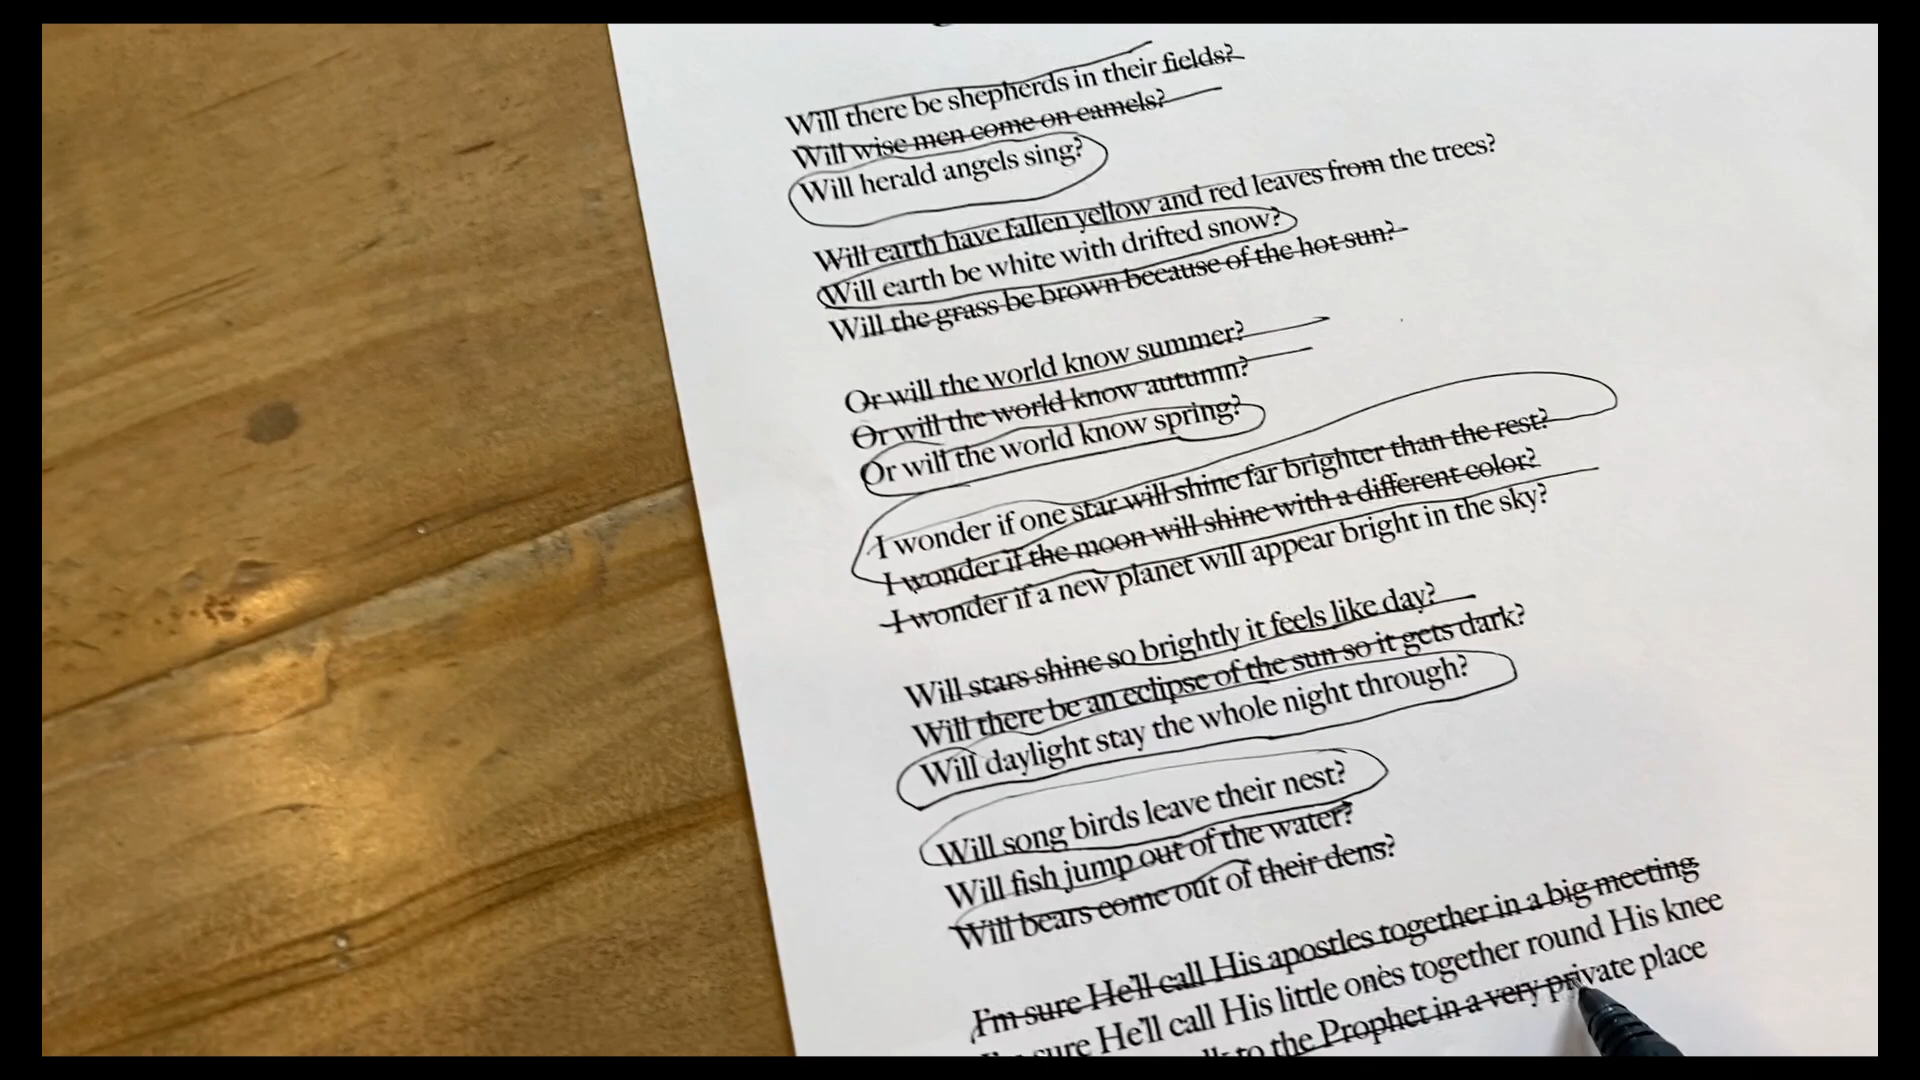 Will there be shepherds in their fields?
Will wise men come on camels?
Will herald angels sing?
Will earth have fallen yellow and red leaves from the trees?
Will earth be white with drifted snow?
Will the grass be brown because of the hot sun?
Or will the world know summer?
Or will the world know autumn?
Or will the world know spring?
I wonder if one star will shine far brighter than the rest?
I wonder if the moon will shine with a different color?
I wonder if a new planet will appear bright in the sky?
Will stars shine so brightly it feels like day?
Will there be an eclipse of the sun so it gets dark?
Will daylight stay the whole night through?
Will song birds leave their nest?
Will fish jump out of the water?
Will bears come out of their dens?
I'm sure He'll call His apostles together in a big meeting
sure He'll call His little ones together round His knee
to the Prophet in a very private place